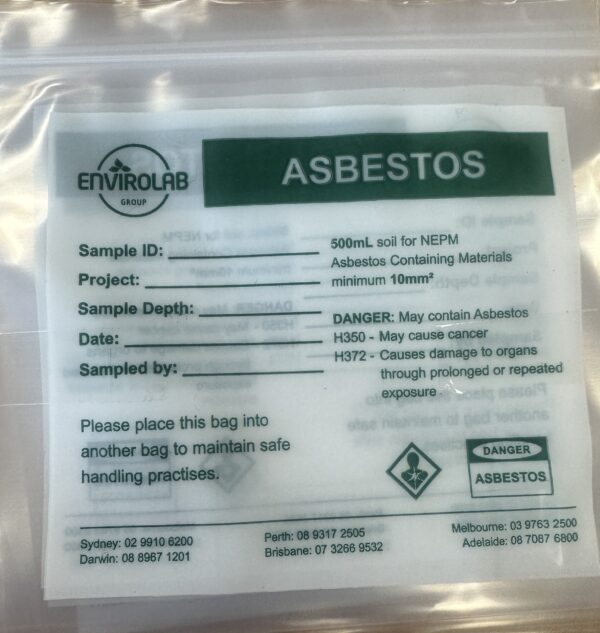 ENVIROLAB
GROUP
ASBESTOS
Sample ID:
Project:
Sample Depth:
Date:
Sampled by:
500mL soil for NEPM
Asbestos Containing Materials
minimum 10mm²
DANGER: May contain Asbestos
H350 - May cause cancer
H372 - Causes damage to organs
through prolonged or repeated
exposure
Please place this bag into
another bag to maintain safe
handling practises.
DANGER
ASBESTOS
Sydney: 02 9910 6200
Darwin: 08 8967 1201
Perth: 08 9317 2505
Brisbane: 07 3266 9532
Melbourne: 03 9763 2500
Adelaide: 08 7087 6800